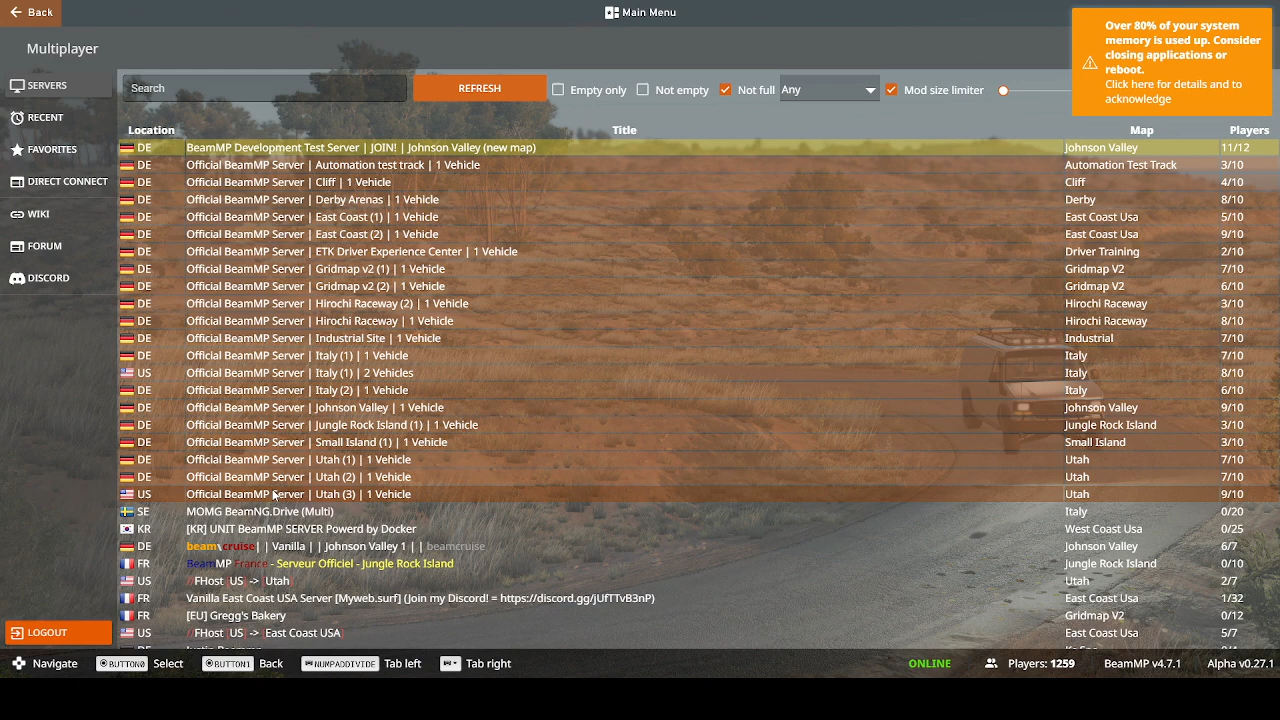 Back
Main Menu
Over 80% of your system
memory is used up. Consider
closing applications or
reboot.
Click here for details and to
acknowledge
Multiplayer
SERVERS
Search
REFRESH
Empty only
Not empty
Not full
Any
Mod size limiter
RECENT
FAVORITES
DIRECT CONNECT
WIKI
FORUM
DISCORD
Location Title Map Players
DE BeamMP Development Test Server | JOIN! | Johnson Valley (new map) Johnson Valley 11/12
DE Official BeamMP Server | Automation test track | 1 Vehicle Automation Test Track 3/10
DE Official BeamMP Server | Cliff | 1 Vehicle Cliff 4/10
DE Official BeamMP Server | Derby Arenas | 1 Vehicle Derby 8/10
DE Official BeamMP Server | East Coast (1) | 1 Vehicle East Coast Usa 5/10
DE Official BeamMP Server | East Coast (2) | 1 Vehicle East Coast Usa 9/10
DE Official BeamMP Server | ETK Driver Experience Center | 1 Vehicle Driver Training 2/10
DE Official BeamMP Server | Gridmap v2 (1) | 1 Vehicle Gridmap V2 7/10
DE Official BeamMP Server | Gridmap v2 (2) | 1 Vehicle Gridmap V2 6/10
DE Official BeamMP Server | Hirochi Raceway (2) | 1 Vehicle Hirochi Raceway 3/10
DE Official BeamMP Server | Hirochi Raceway | 1 Vehicle Hirochi Raceway 8/10
DE Official BeamMP Server | Industrial Site | 1 Vehicle Industrial 7/10
DE Official BeamMP Server | Italy (1) | 1 Vehicle Italy 7/10
US Official BeamMP Server | Italy (1) | 2 Vehicles Italy 8/10
DE Official BeamMP Server | Italy (2) | 1 Vehicle Italy 6/10
DE Official BeamMP Server | Johnson Valley | 1 Vehicle Johnson Valley 9/10
DE Official BeamMP Server | Jungle Rock Island (1) | 1 Vehicle Jungle Rock Island 3/10
DE Official BeamMP Server | Small Island (1) | 1 Vehicle Small Island 3/10
DE Official BeamMP Server | Utah (1) | 1 Vehicle Utah 7/10
DE Official BeamMP Server | Utah (2) | 1 Vehicle Utah 7/10
US Official BeamMP Server | Utah (3) | 1 Vehicle Utah 9/10
SE MOMG BeamNG.Drive (Multi) Italy 0/20
KR [KR] UNIT BeamMP SERVER Powerd by Docker West Coast Usa 0/25
DE beam\cruise| | Vanilla | | Johnson Valley 1 | | beamcruise Johnson Valley 6/7
FR BeamMP France - Serveur Officiel - Jungle Rock Island Jungle Rock Island 0/10
US //FHost [US] -> [Utah] Utah 2/7
FR Vanilla East Coast USA Server [Myweb.surf] (Join my Discord! = https://discord.gg/jUfTTvB3nP) East Coast Usa 1/32
FR [EU] Gregg's Bakery Gridmap V2 0/12
US //FHost [US] -> [East Coast USA] East Coast Usa 5/7
LOGOUT
Navigate
BUTTON0 Select
BUTTON1 Back
NUMPADDIVIDE Tab left
Tab right
ONLINE
Players: 1259
BeamMP v4.7.1
Alpha v0.27.1